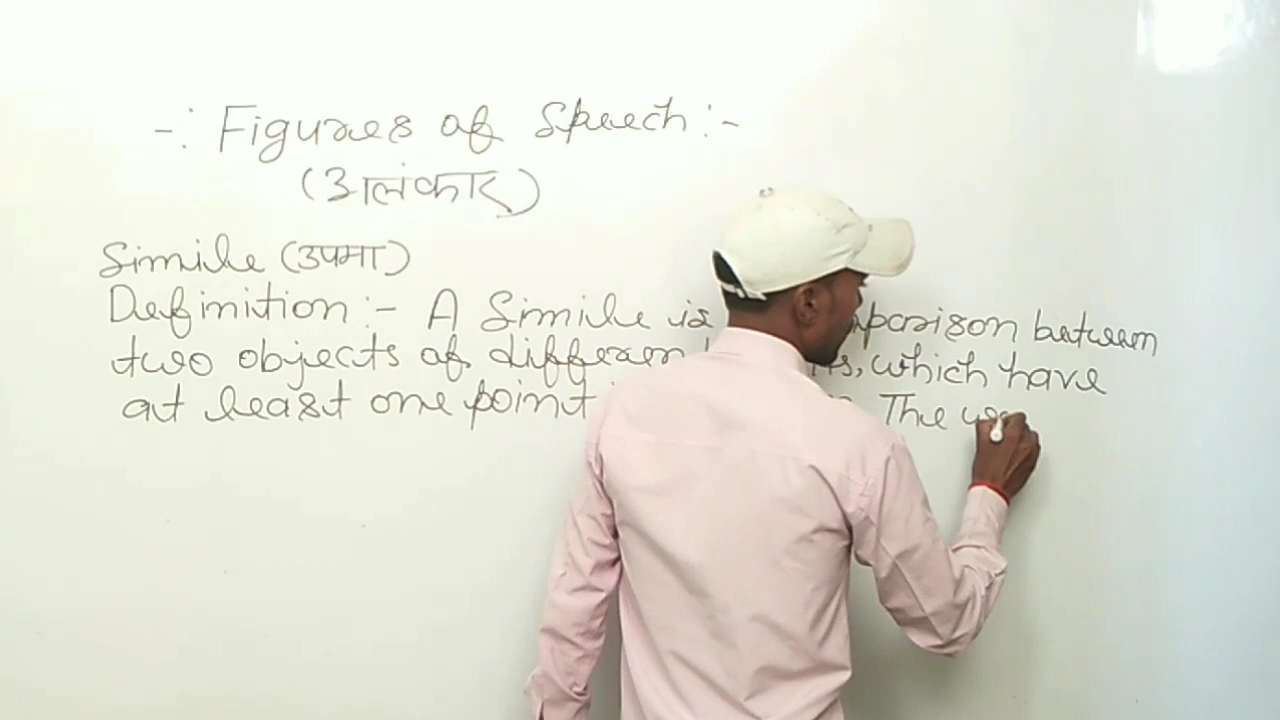 -: Figures of Speech :-
(अलंकार)
Simile (उपमा)
Definition :- A Simile is comparison between
two objects of different which have
at least one point The